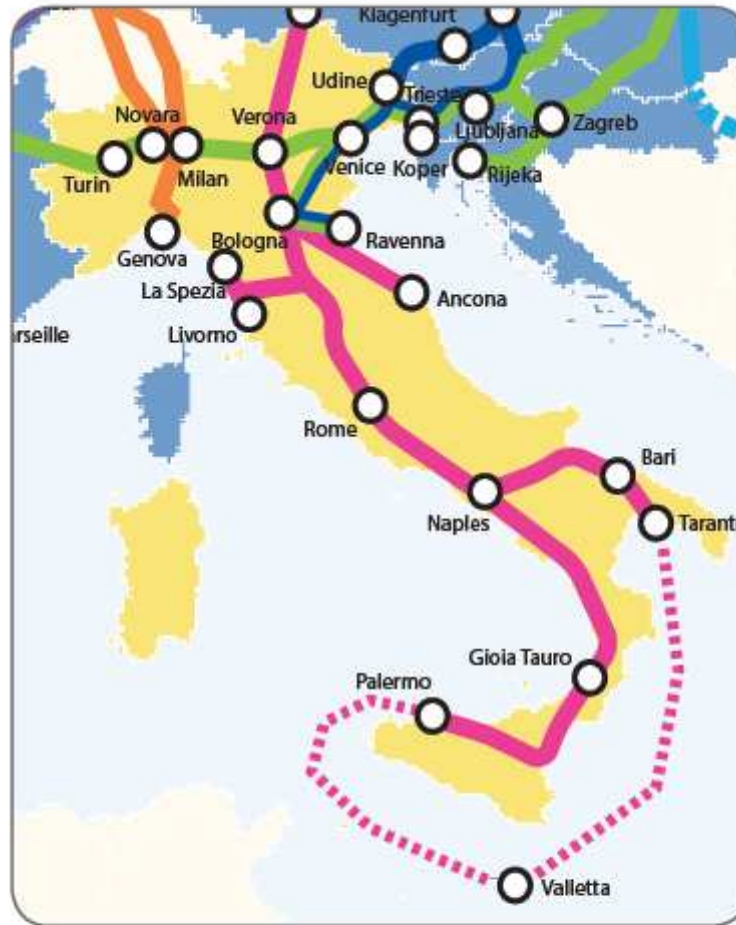 Klagenfurt
Udine
Trieste
Novara
Verona
Ljubljana
Zagreb
Turin
Milan
Venice
Koper
Rijeka
Genova
Bologna
Ravenna
La Spezia
Ancona
Livorno
arseille
Rome
Bari
Naples
Tarant
Gioia Tauro
Palermo
Valletta